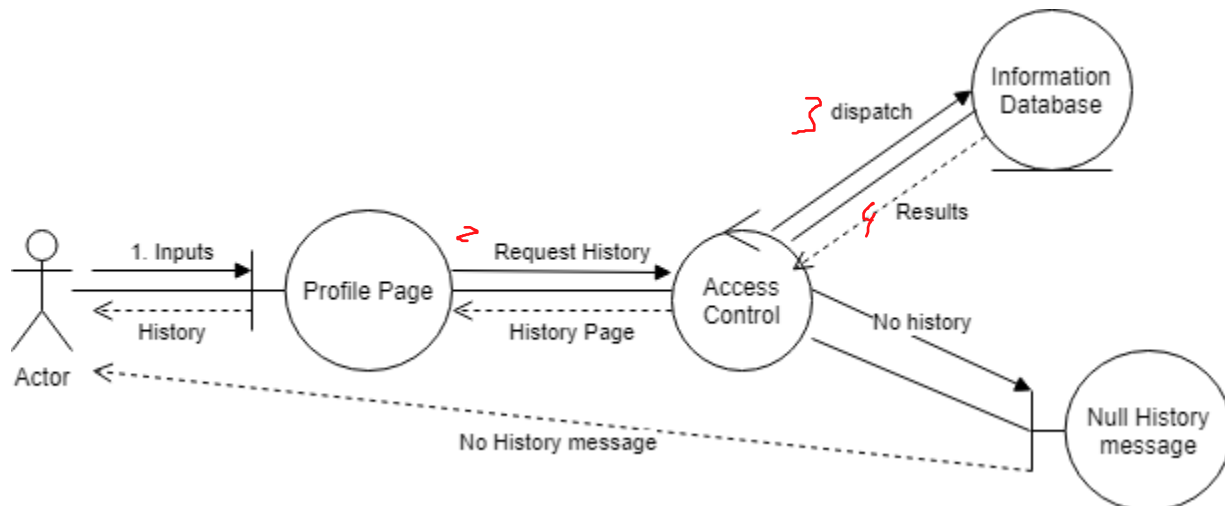 Information
Database
3 dispatch
4 Results
1. Inputs
2
Request History
Profile Page
Access
Control
History
History Page
No history
Actor
No History message
Null History
message